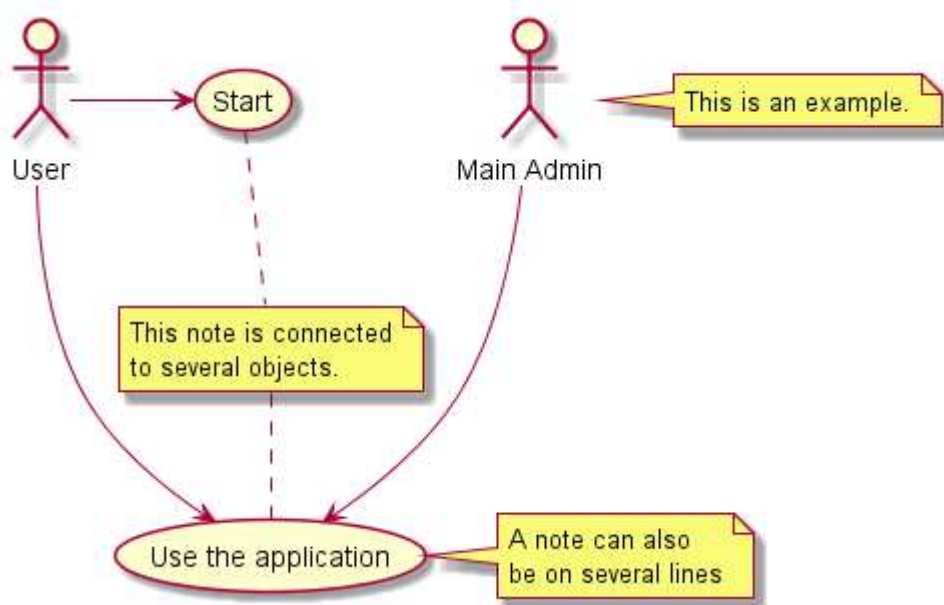 Start
This is an example.
User
Main Admin
This note is connected
to several objects.
Use the application
A note can also
be on several lines